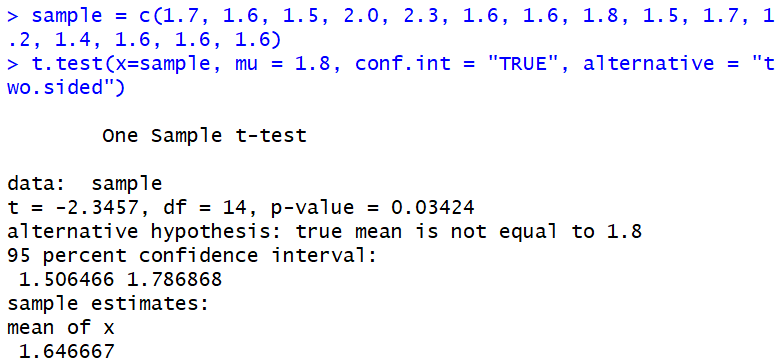 > sample = c(1.7, 1.6, 1.5, 2.0, 2.3, 1.6, 1.6, 1.8, 1.5, 1.7, 1
.2, 1.4, 1.6, 1.6, 1.6)
> t.test(x=sample, mu = 1.8, conf.int = "TRUE", alternative = "t
wo.sided")
One Sample t-test
data:  sample
t = -2.3457, df = 14, p-value = 0.03424
alternative hypothesis: true mean is not equal to 1.8
95 percent confidence interval:
1.506466 1.786868
sample estimates:
mean of x
1.646667